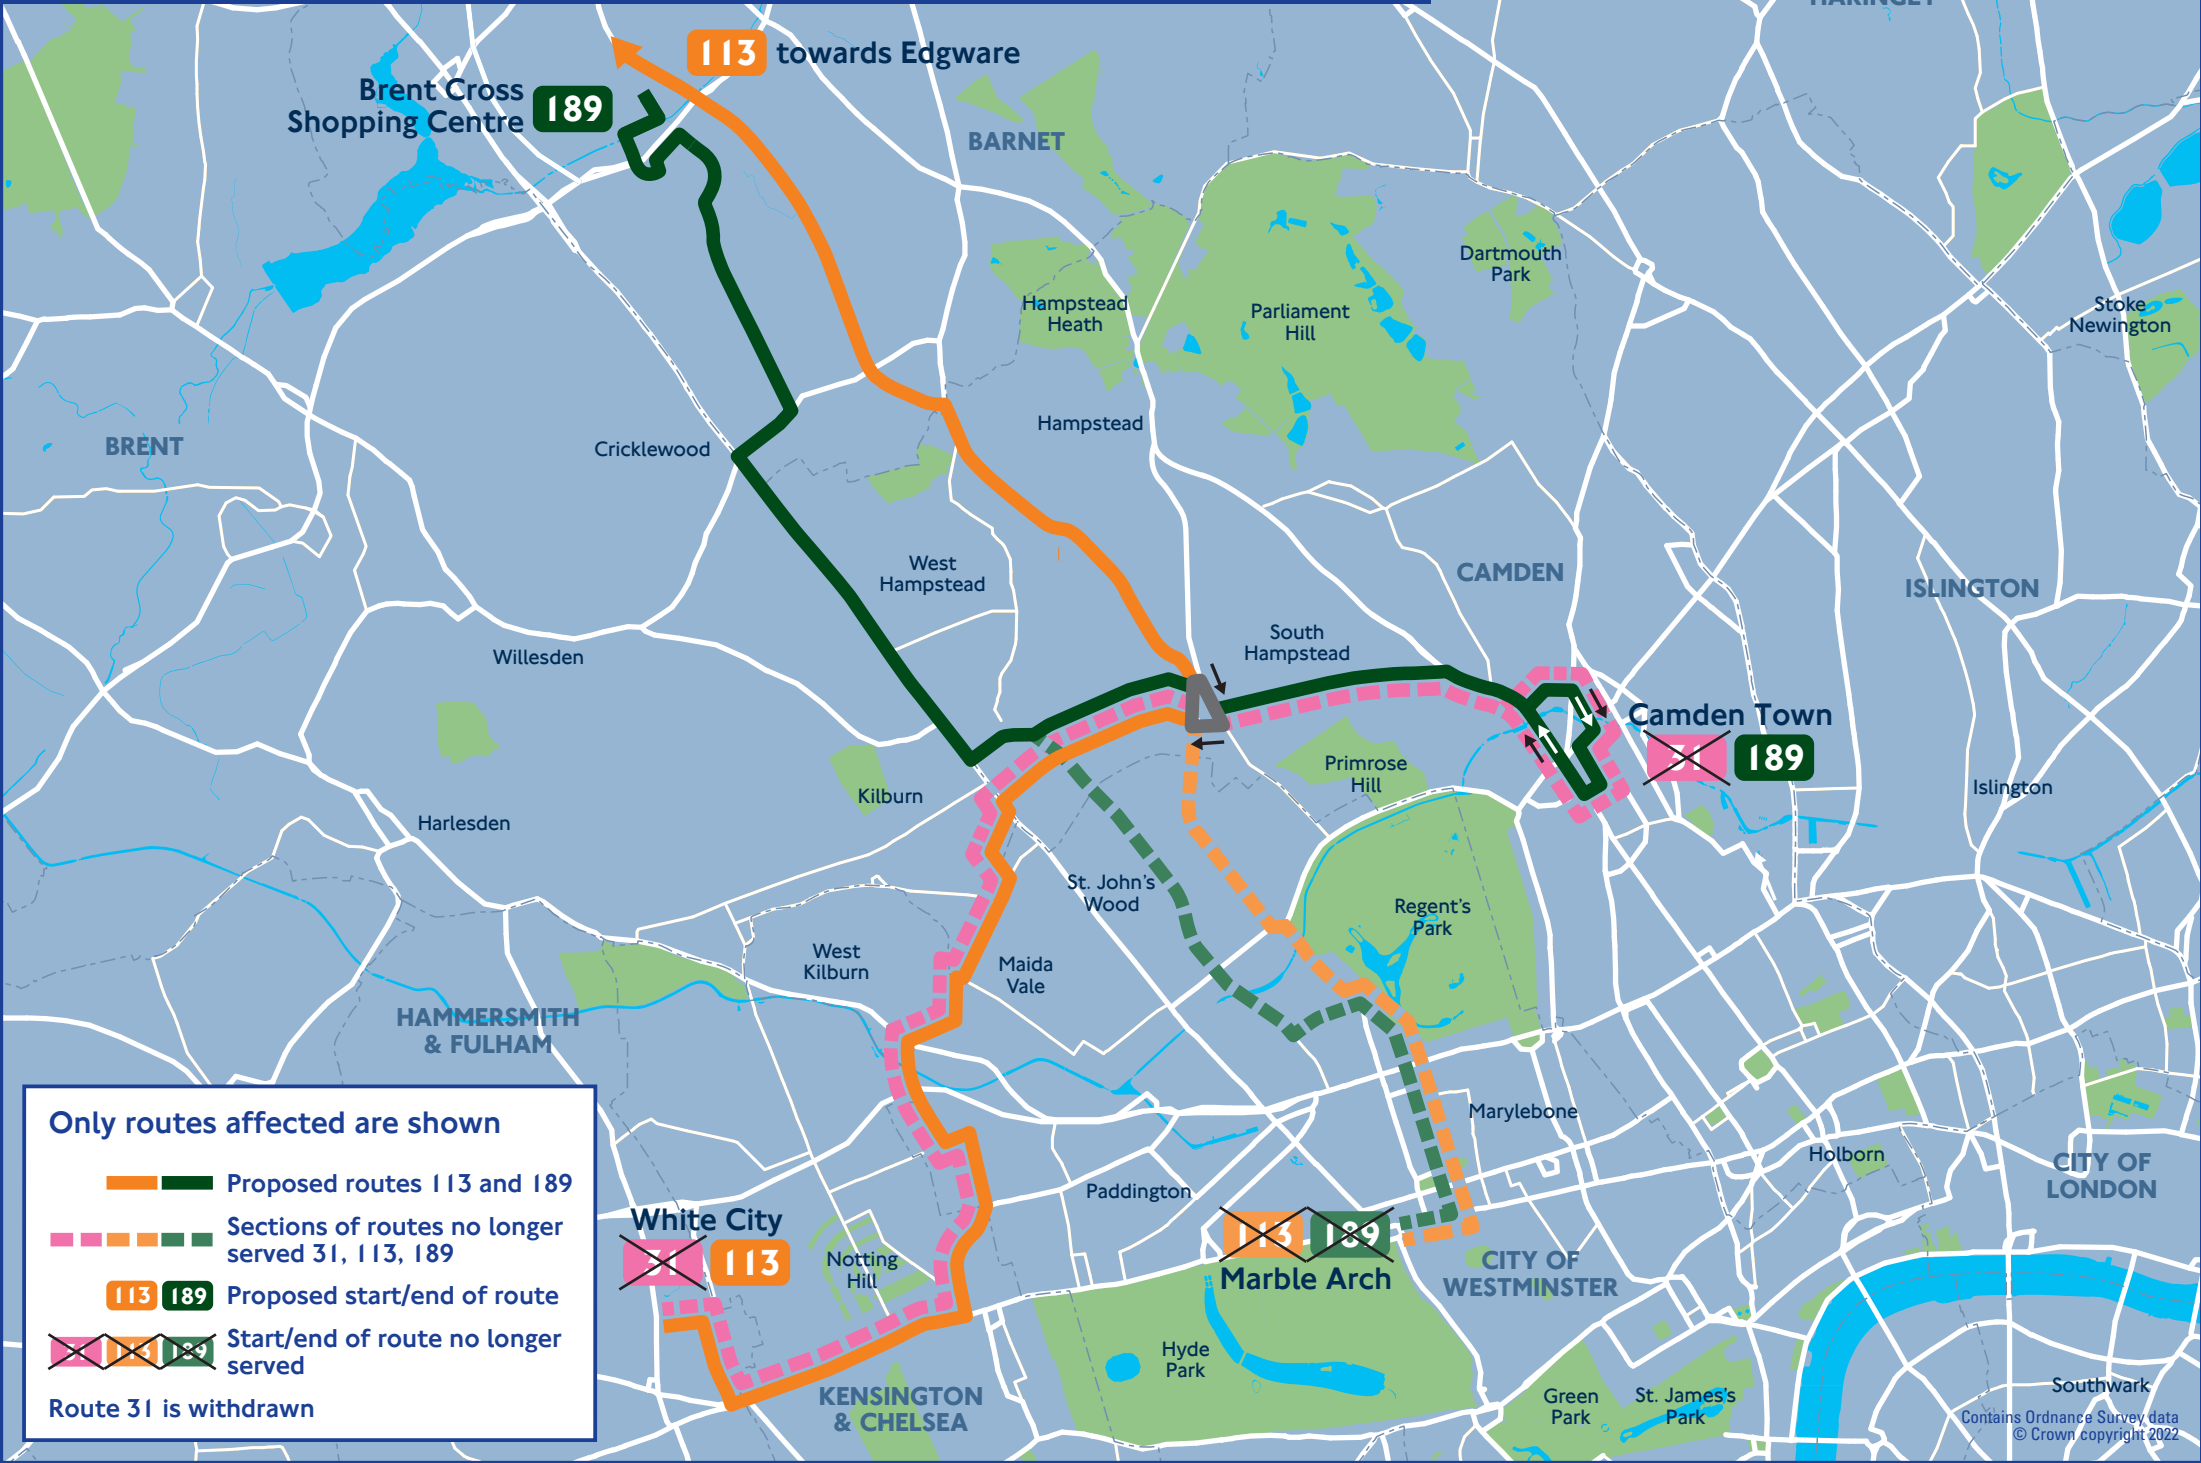 HARINGEY
113 towards Edgware
Brent Cross
Shopping Centre 189
BARNET
Dartmouth
Park
Hampstead
Heath
Parliament
Hill
Stoke
Newington
Hampstead
BRENT
Cricklewood
West
Hampstead
CAMDEN
ISLINGTON
South
Hampstead
Willesden
Camden Town
31 189
Primrose
Hill
Islington
Kilburn
Harlesden
St. John's
Wood
Regent's
Park
West
Kilburn
Maida
Vale
HAMMERSMITH
& FULHAM
Marylebone
Holborn
CITY OF
LONDON
Paddington
White City
31 113
Notting
Hill
113 189
Marble Arch
CITY OF
WESTMINSTER
Hyde
Park
KENSINGTON
& CHELSEA
Green
Park
St. James's
Park
Southwark
Contains Ordnance Survey data
© Crown copyright 2022
Only routes affected are shown
Proposed routes 113 and 189
Sections of routes no longer
served 31, 113, 189
113 189 Proposed start/end of route
31 113 189 Start/end of route no longer
served
Route 31 is withdrawn